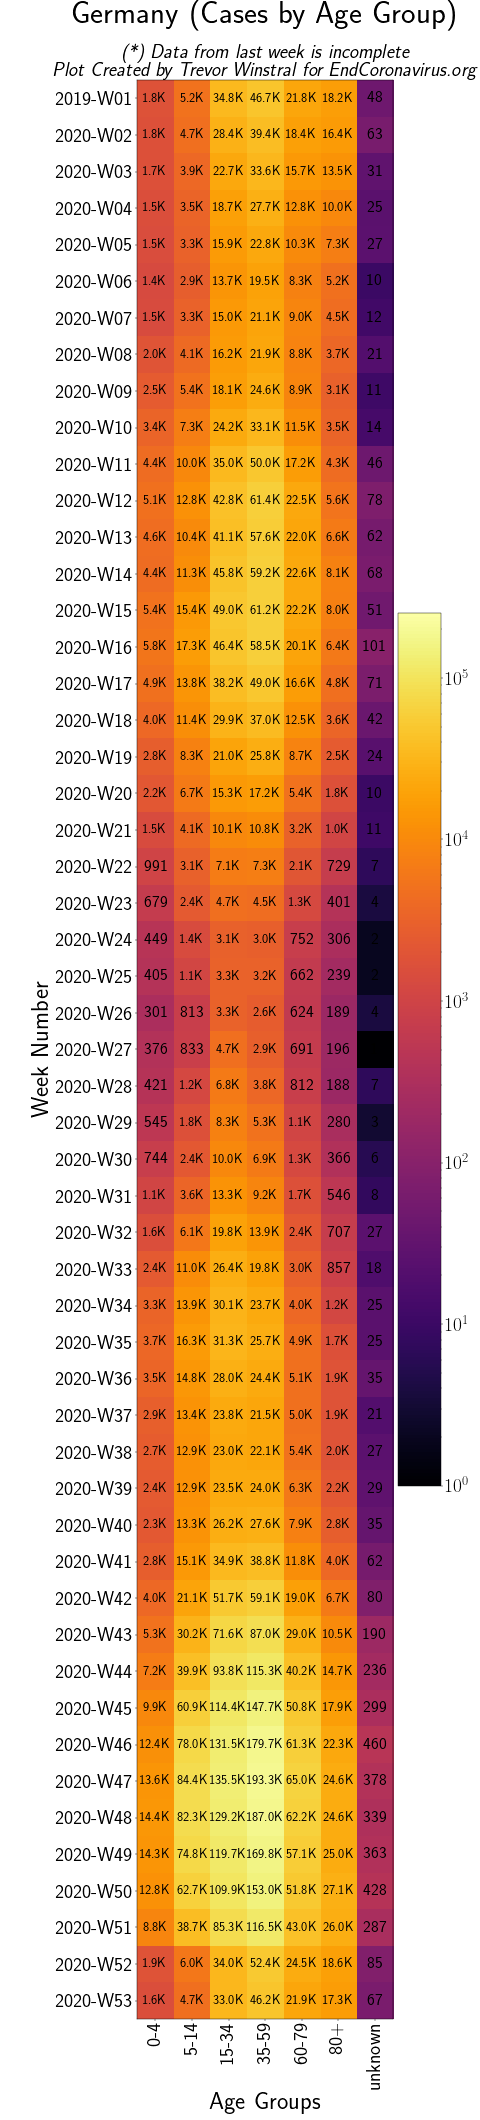 Germany (Cases by Age Group)
(*) Data from last week is incomplete
Plot Created by Trevor Winstral for EndCoronavirus.org
2019-W01 1.8K 5.2K 34.8K 46.7K 21.8K 18.2K 48
2020-W02 1.8K 4.7K 28.4K 39.4K 18.4K 16.4K 63
2020-W03 1.7K 3.9K 22.7K 33.6K 15.7K 13.5K 31
2020-W04 1.5K 3.5K 18.7K 27.7K 12.8K 10.0K 25
2020-W05 1.5K 3.3K 15.9K 22.8K 10.3K 7.3K 27
2020-W06 1.4K 2.9K 13.7K 19.5K 8.3K 5.2K 10
2020-W07 1.5K 3.3K 15.0K 21.1K 9.0K 4.5K 12
2020-W08 2.0K 4.1K 16.2K 21.9K 8.8K 3.7K 21
2020-W09 2.5K 5.4K 18.1K 24.6K 8.9K 3.1K 11
2020-W10 3.4K 7.3K 24.2K 33.1K 11.5K 3.5K 14
2020-W11 4.4K 10.0K 35.0K 50.0K 17.2K 4.3K 46
2020-W12 5.1K 12.8K 42.8K 61.4K 22.5K 5.6K 78
2020-W13 4.6K 10.4K 41.1K 57.6K 22.0K 6.6K 62
2020-W14 4.4K 11.3K 45.8K 59.2K 22.6K 8.1K 68
2020-W15 5.4K 15.4K 49.0K 61.2K 22.2K 8.0K 51
2020-W16 5.8K 17.3K 46.4K 58.5K 20.1K 6.4K 101
2020-W17 4.9K 13.8K 38.2K 49.0K 16.6K 4.8K 71
2020-W18 4.0K 11.4K 29.9K 37.0K 12.5K 3.6K 42
2020-W19 2.8K 8.3K 21.0K 25.8K 8.7K 2.5K 24
2020-W20 2.2K 6.7K 15.3K 17.2K 5.4K 1.8K 10
2020-W21 1.5K 4.1K 10.1K 10.8K 3.2K 1.0K 11
2020-W22 991 3.1K 7.1K 7.3K 2.1K 729 7
2020-W23 679 2.4K 4.7K 4.5K 1.3K 401 4
2020-W24 449 1.4K 3.1K 3.0K 752 306 2
2020-W25 405 1.1K 3.3K 3.2K 662 239 2
2020-W26 301 813 3.3K 2.6K 624 189 4
2020-W27 376 833 4.7K 2.9K 691 196
2020-W28 421 1.2K 6.8K 3.8K 812 188 7
2020-W29 545 1.8K 8.3K 5.3K 1.1K 280 3
2020-W30 744 2.4K 10.0K 6.9K 1.3K 366 6
2020-W31 1.1K 3.6K 13.3K 9.2K 1.7K 546 8
2020-W32 1.6K 6.1K 19.8K 13.9K 2.4K 707 27
2020-W33 2.4K 11.0K 26.4K 19.8K 3.0K 857 18
2020-W34 3.3K 13.9K 30.1K 23.7K 4.0K 1.2K 25
2020-W35 3.7K 16.3K 31.3K 25.7K 4.9K 1.7K 25
2020-W36 3.5K 14.8K 28.0K 24.4K 5.1K 1.9K 35
2020-W37 2.9K 13.4K 23.8K 21.5K 5.0K 1.9K 21
2020-W38 2.7K 12.9K 23.0K 22.1K 5.4K 2.0K 27
2020-W39 2.4K 12.9K 23.5K 24.0K 6.3K 2.2K 29
2020-W40 2.3K 13.3K 26.2K 27.6K 7.9K 2.8K 35
2020-W41 2.8K 15.1K 34.9K 38.8K 11.8K 4.0K 62
2020-W42 4.0K 21.1K 51.7K 59.1K 19.0K 6.7K 80
2020-W43 5.3K 30.2K 71.6K 87.0K 29.0K 10.5K 190
2020-W44 7.2K 39.9K 93.8K 115.3K 40.2K 14.7K 236
2020-W45 9.9K 60.9K 114.4K 147.7K 50.8K 17.9K 299
2020-W46 12.4K 78.0K 131.5K 179.7K 61.3K 22.3K 460
2020-W47 13.6K 84.4K 135.5K 193.3K 65.0K 24.6K 378
2020-W48 14.4K 82.3K 129.2K 187.0K 62.2K 24.6K 339
2020-W49 14.3K 74.8K 119.7K 169.8K 57.1K 25.0K 363
2020-W50 12.8K 62.7K 109.9K 153.0K 51.8K 27.1K 428
2020-W51 8.8K 38.7K 85.3K 116.5K 43.0K 26.0K 287
2020-W52 1.9K 6.0K 34.0K 52.4K 24.5K 18.6K 85
2020-W53 1.6K 4.7K 33.0K 46.2K 21.9K 17.3K 67
0-4 5-14 15-34 35-59 60-79 80+ unknown
Age Groups
Week Number
10⁵
10⁴
10³
10²
10¹
10⁰